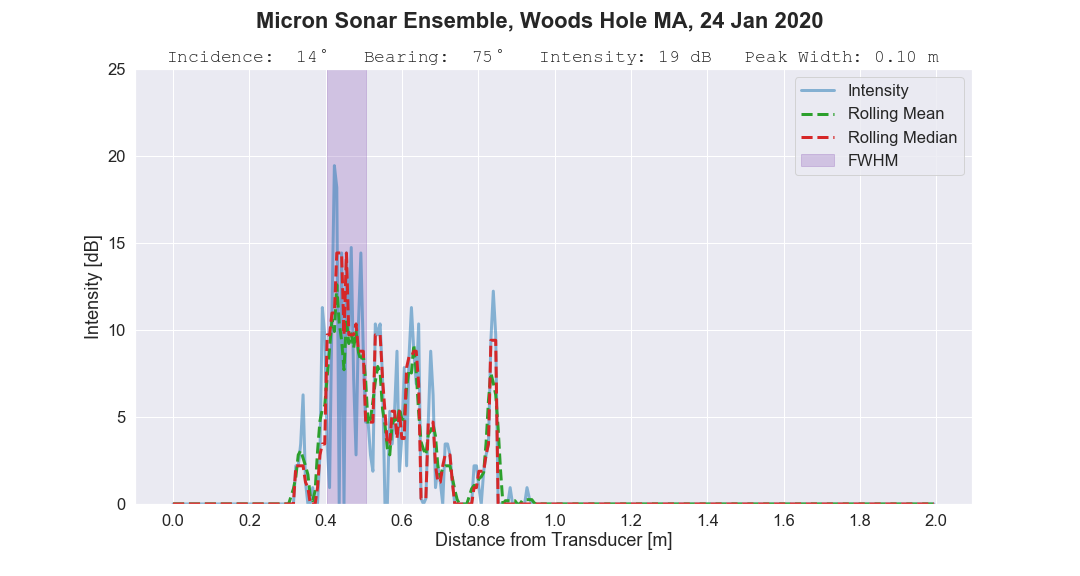 Micron Sonar Ensemble, Woods Hole MA, 24 Jan 2020
Incidence: 14° Bearing: 75° Intensity: 19 dB Peak Width: 0.10 m
25
20
15
10
5
0
Intensity [dB]
Intensity
Rolling Mean
Rolling Median
FWHM
0.0 0.2 0.4 0.6 0.8 1.0 1.2 1.4 1.6 1.8 2.0
Distance from Transducer [m]